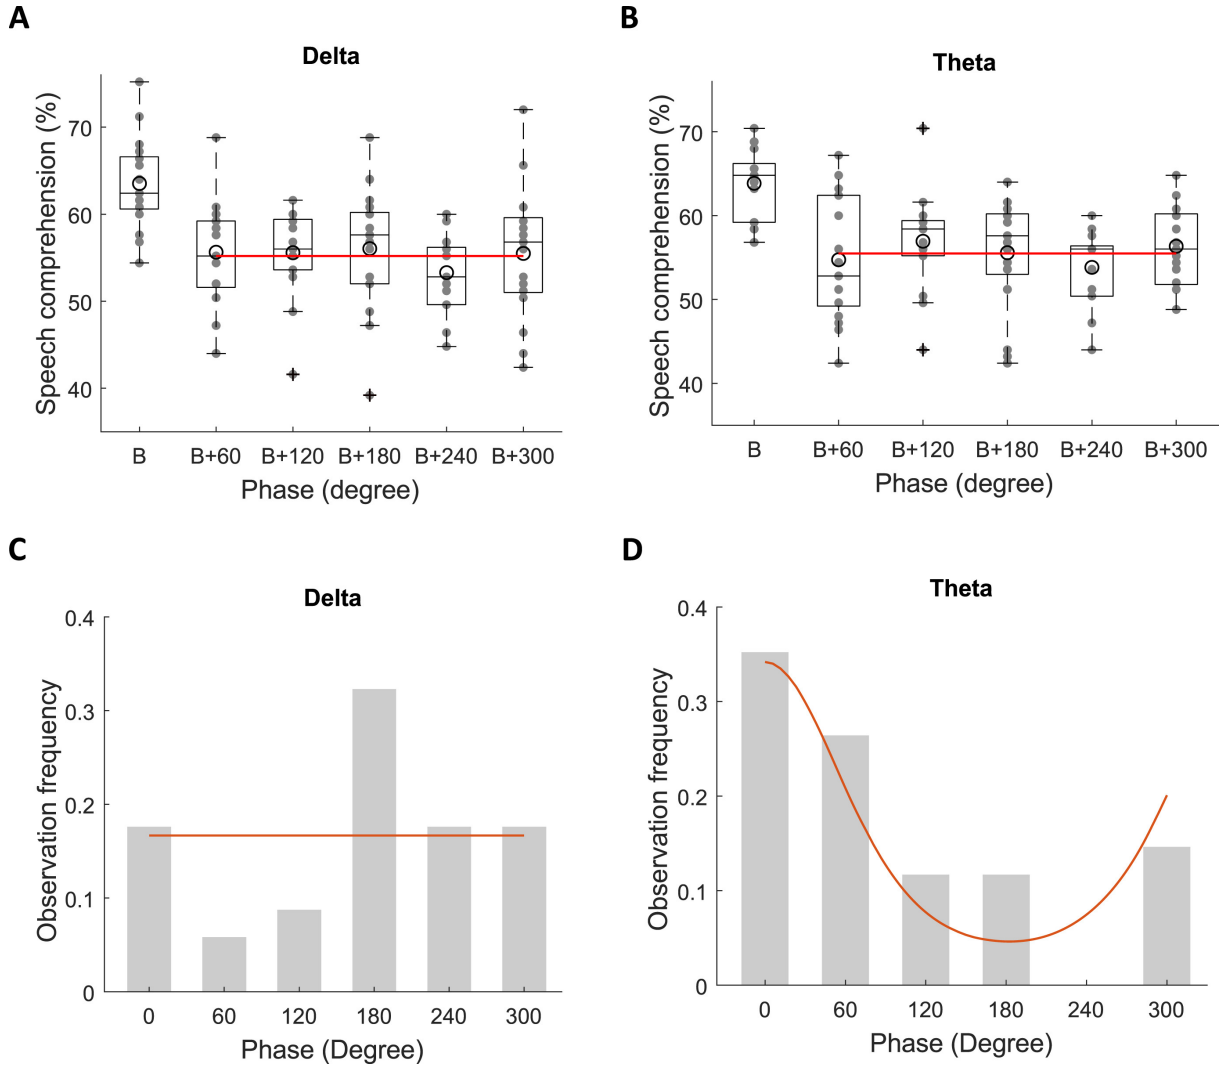 A
Delta
Speech comprehension (%)
70
60
50
40
B B+60 B+120 B+180 B+240 B+300
Phase (degree)
B
Theta
Speech comprehension (%)
70
60
50
40
B B+60 B+120 B+180 B+240 B+300
Phase (degree)
C
Delta
Observation frequency
0.4
0.3
0.2
0.1
0
0 60 120 180 240 300
Phase (Degree)
D
Theta
Observation frequency
0.4
0.3
0.2
0.1
0
0 60 120 180 240 300
Phase (Degree)